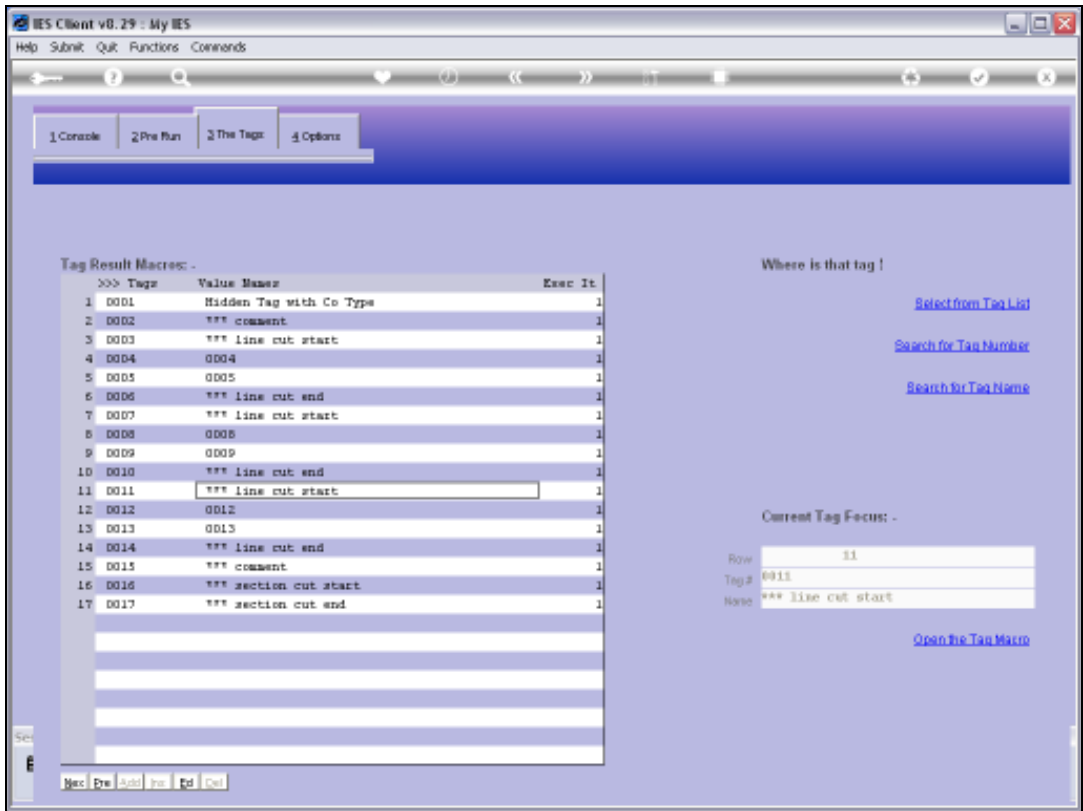 IES Client v8.29 : My IES
Help Submit Quit Functions Commands
1 Console 2 Pre Run 3 The Tags 4 Options
Tag Result Macros: -
>>> Tags Value Names Exec It
1 0001 Hidden Tag with Co Type 1
2 0002 *** comment 1
3 0003 *** line cut start 1
4 0004 0004 1
5 0005 0005 1
6 0006 *** line cut end 1
7 0007 *** line cut start 1
8 0008 0008 1
9 0009 0009 1
10 0010 *** line cut end 1
11 0011 *** line cut start 1
12 0012 0012 1
13 0013 0013 1
14 0014 *** line cut end 1
15 0015 *** comment 1
16 0016 *** section cut start 1
17 0017 *** section cut end 1
Where is that tag !
Select from Tag List
Search for Tag Number
Search for Tag Name
Current Tag Focus: -
Row 11
Tag # 0011
Name *** line cut start
Open the Tag Macro
Ses
Nex Pre Add Ins Ed Del